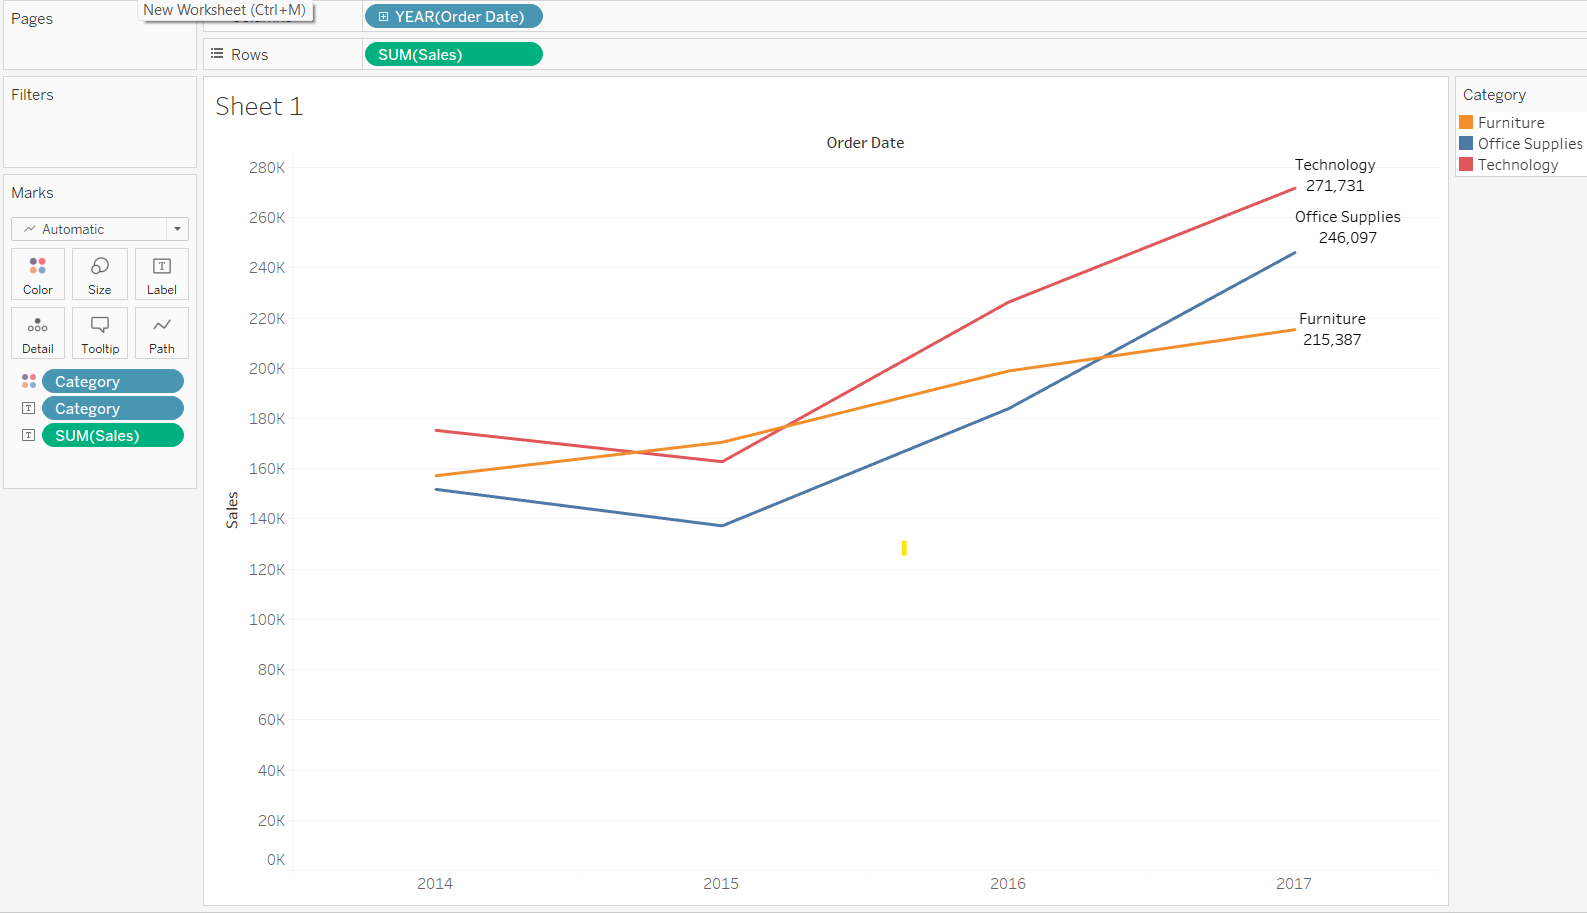 Pages
New Worksheet (Ctrl+M)
YEAR(Order Date)
Rows
SUM(Sales)
Filters
Marks
Automatic
Color
Size
Label
Detail
Tooltip
Path
Category
Category
SUM(Sales)
Sheet 1
Order Date
280K
260K
240K
220K
200K
180K
160K
140K
120K
100K
80K
60K
40K
20K
0K
Sales
Technology
271,731
Office Supplies
246,097
Furniture
215,387
2014
2015
2016
2017
Category
Furniture
Office Supplies
Technology